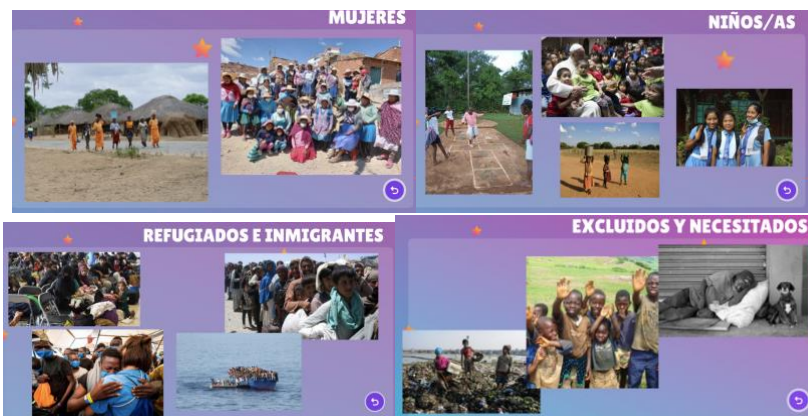 MUJERES
NIÑOS/AS
REFUGIADOS E INMIGRANTES
EXCLUIDOS Y NECESITADOS